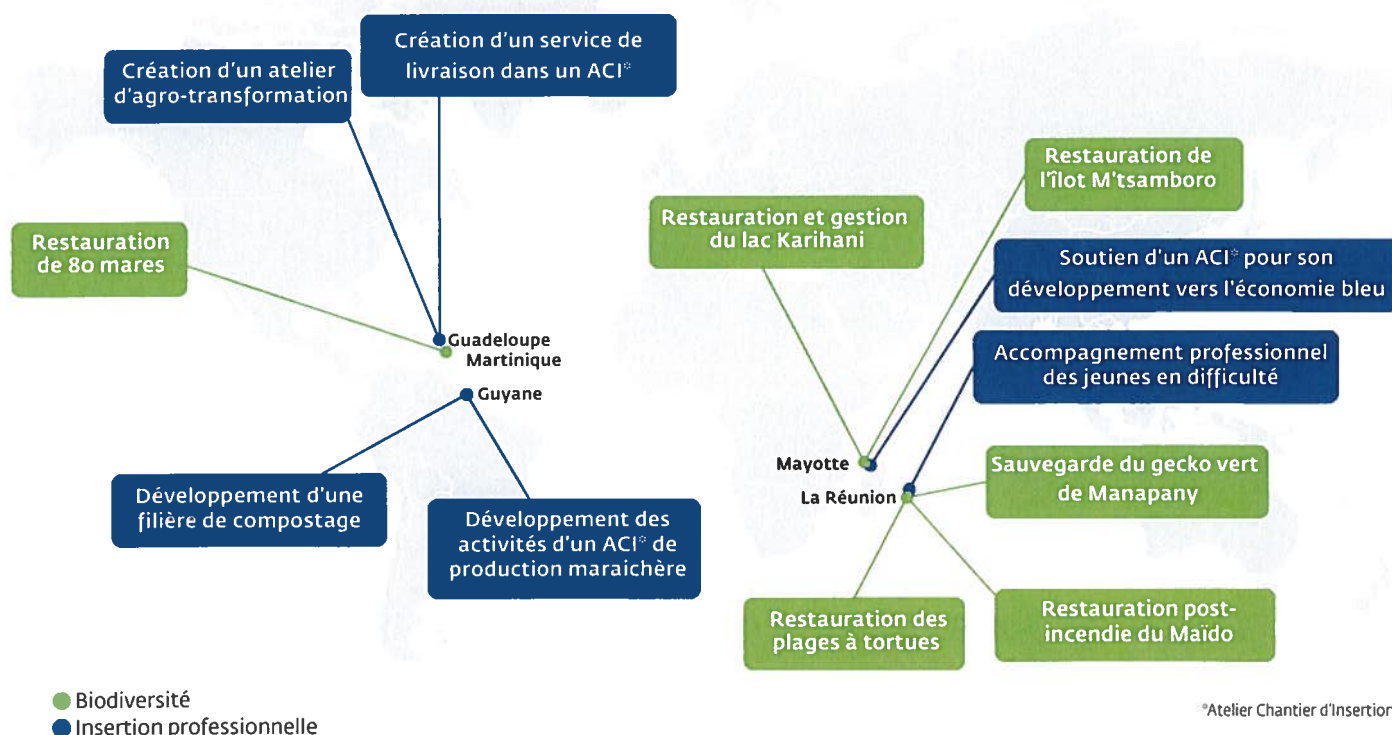 Création d'un service de
livraison dans un ACI*
Création d'un atelier
d'agro-transformation
Restauration
de 80 mares
Guadeloupe
Martinique
Guyane
Développement d'une
filière de compostage
Développement des
activités d'un ACI* de
production maraichère
Restauration de
l'îlot M'tsamboro
Restauration et gestion
du lac Karihani
Soutien d'un ACI* pour son
développement vers l'économie bleu
Accompagnement professionnel
des jeunes en difficulté
Mayotte
La Réunion
Sauvegarde du gecko vert
de Manapany
Restauration des
plages à tortues
Restauration post-
incendie du Maïdo
Biodiversité
Insertion professionnelle
*Atelier Chantier d'Insertion